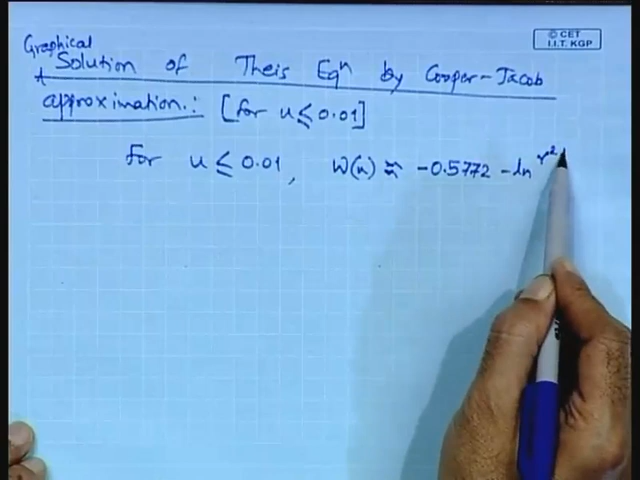 © CET
I.I.T. KGP
Graphical
Solution of Theis Eqⁿ by Cooper-Jacob
approximation.: [for u ≤ 0.01]
For u ≤ 0.01, W(u) ≈ -0.5772 - ln r²